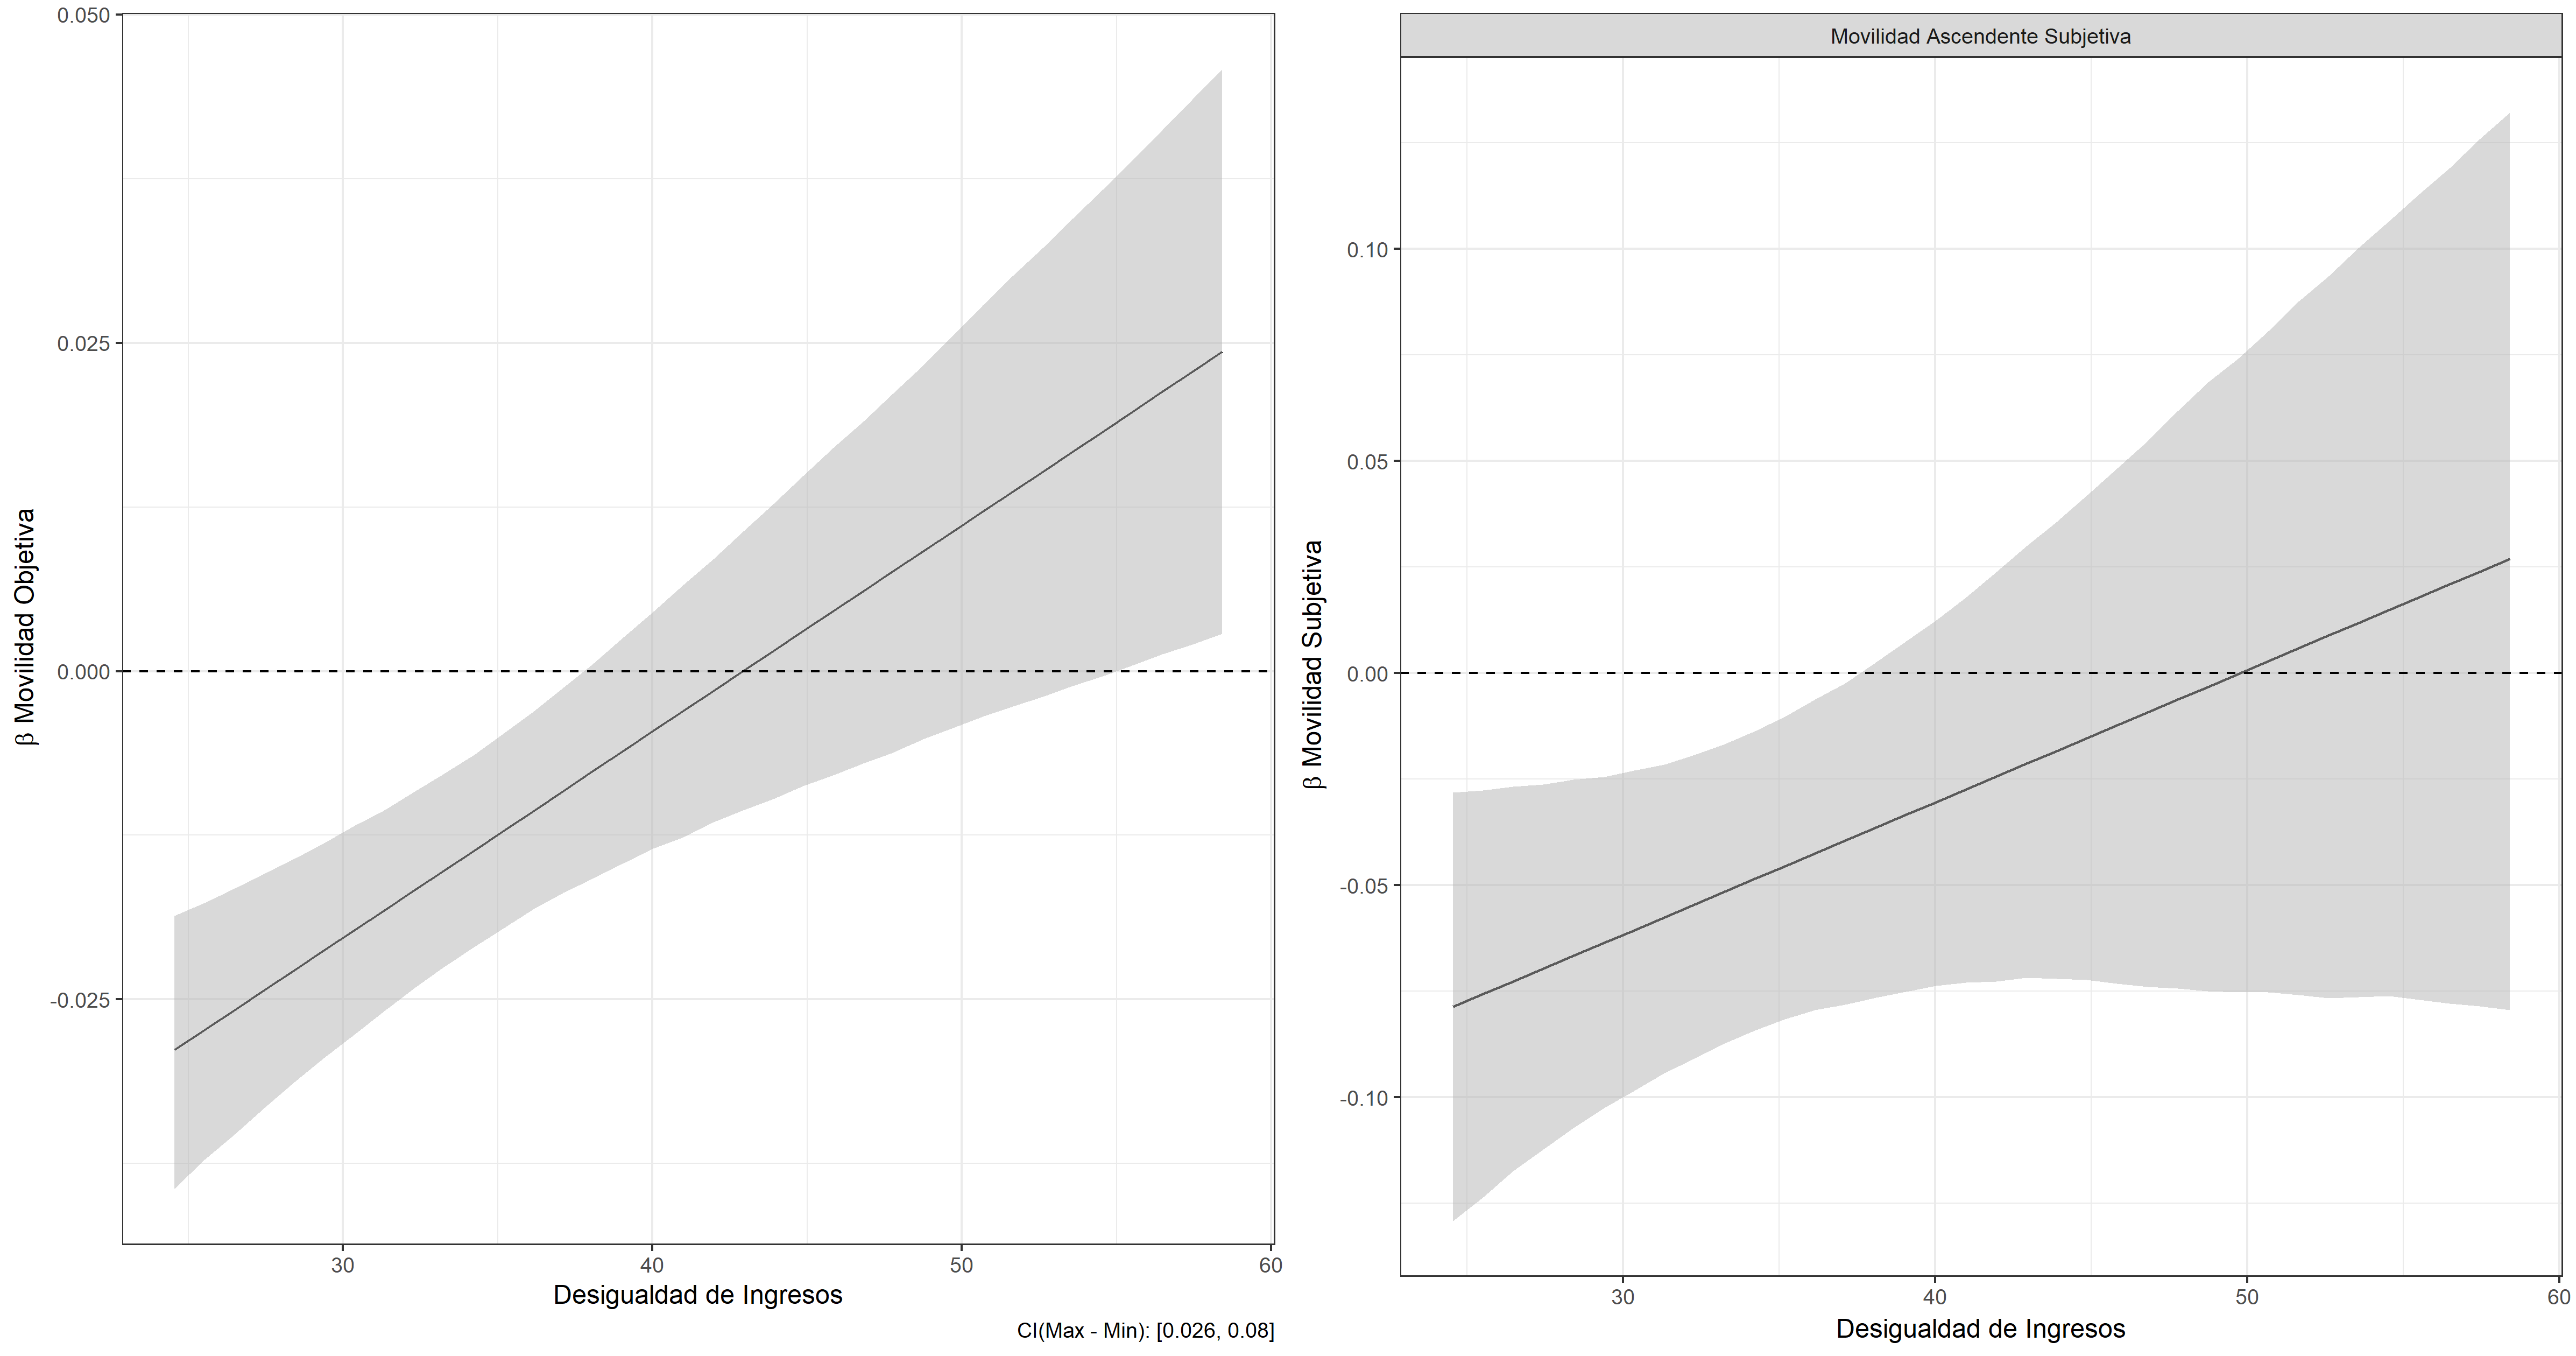 β Movilidad Objetiva
0.050
0.025
0.000
-0.025
30 40 50 60
Desigualdad de Ingresos
CI(Max - Min): [0.026, 0.08]
Movilidad Ascendente Subjetiva
β Movilidad Subjetiva
0.10
0.05
0.00
-0.05
-0.10
30 40 50 60
Desigualdad de Ingresos